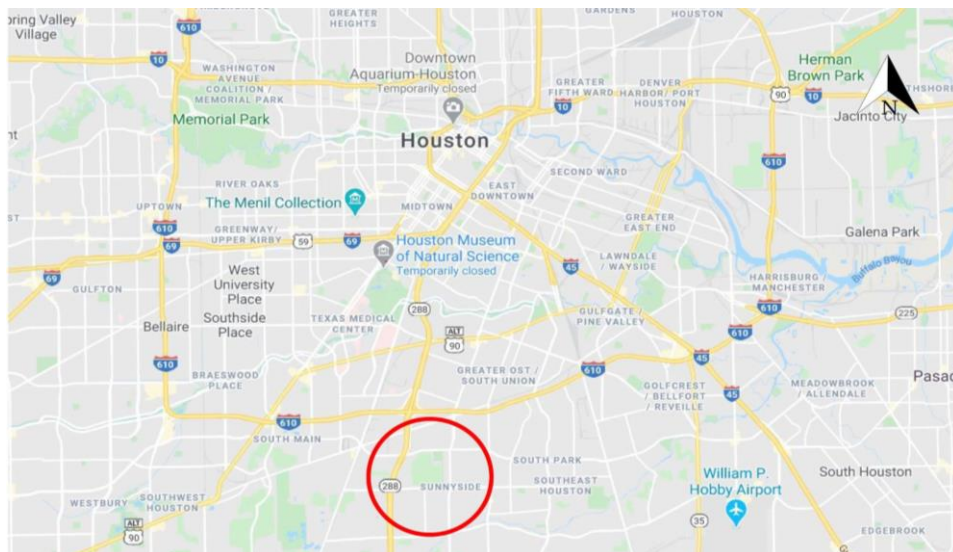 oring Valley
Village
610
GREATER
HEIGHTS
GARDENS
HOUSTON
10
WASHINGTON
AVENUE
COALITION /
MEMORIAL PARK
Downtown
Aquarium-Houston
Temporarily closed
GREATER
FIFTH WARD
10
DENVER
HARBOR/ PORT
HOUSTON
90
10
Herman
Brown Park
N
THSHORE
Jacinto City
Memorial Park
nt
Houston
610
RIVER OAKS
The Menil Collection
MIDTOWN
EAST
DOWNTOWN
SECOND WARD
UPTOWN
ST
610
69
GREENWAY/
UPPER KIRBY
59
69
Houston Museum
of Natural Science
Temporarily closed
GREATER
EAST END
Galena Park
69
GULFTON
West
University
Place
45
LAWNDALE
/ WAYSIDE
Buffalo Bayou
HARRISBURG /
MANCHESTER
610
225
Bellaire
Southside
Place
TEXAS MEDICAL
CENTER
288
ALT
90
GULFGATE /
PINE VALLEY
45
610
610
BRAESWOOD
PLACE
GREATER OST /
SOUTH UNION
610
GOLFCREST
/ BELLFORT
/ REVEILLE
45
MEADOWBROOK
/ ALLENDALE
Pasad
610
SOUTH MAIN
SOUTH PARK
288
SUNNYSIDE
SOUTHEAST
HOUSTON
William P.
Hobby Airport
South Houston
WESTBURY
SOUTHWEST
HOUSTON
ALT
90
35
EDGEBROOK